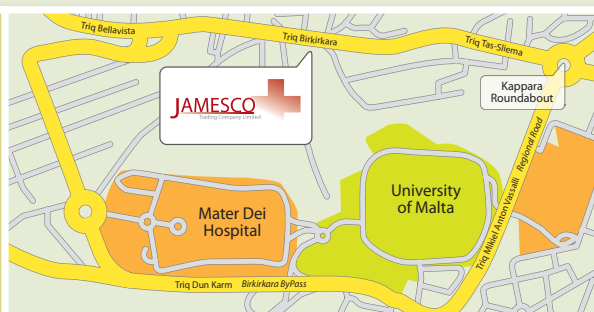 Triq Bellavista
Triq Birkirkara
Triq Tas-Sliema
JAMESCO
Trading Company Limited
Kappara
Roundabout
University
of Malta
Mater Dei
Hospital
Triq Mikiel Anton Vassalli Regional Road
Triq Dun Karm Birkirkara ByPass